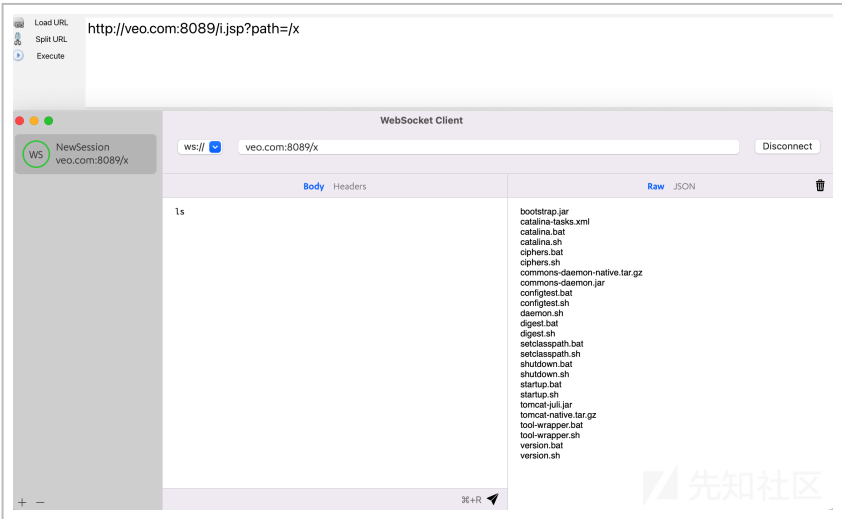 Load URL
Split URL
Execute
http://veo.com:8089/i.jsp?path=/x
WebSocket Client
WS
NewSession
veo.com:8089/x
ws://
veo.com:8089/x
Disconnect
Body Headers
Raw JSON
ls
bootstrap.jar
catalina-tasks.xml
catalina.bat
catalina.sh
ciphers.bat
ciphers.sh
commons-daemon-native.tar.gz
commons-daemon.jar
configtest.bat
configtest.sh
daemon.sh
digest.bat
digest.sh
setclasspath.bat
setclasspath.sh
shutdown.bat
shutdown.sh
startup.bat
startup.sh
tomcat-juli.jar
tomcat-native.tar.gz
tool-wrapper.bat
tool-wrapper.sh
version.bat
version.sh
+ −
⌘+R
先知社区